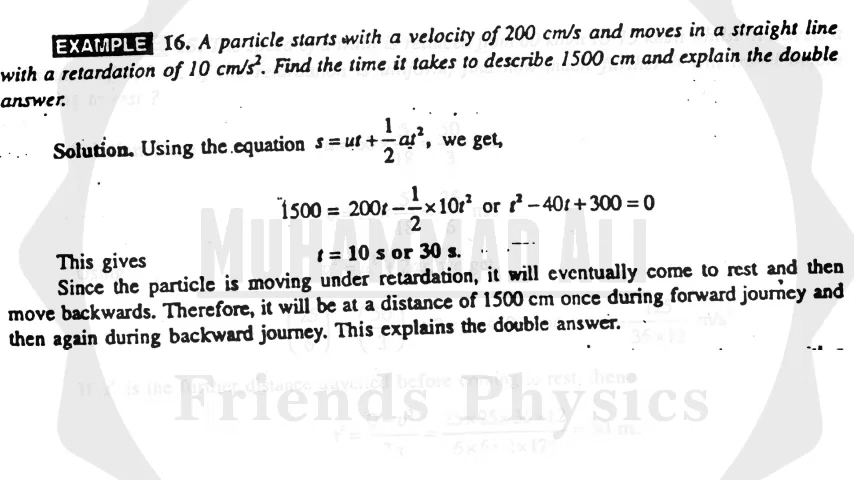 EXAMPLE 16. A particle starts with a velocity of 200 cm/s and moves in a straight line
with a retardation of 10 cm/s². Find the time it takes to describe 1500 cm and explain the double
answer.
Solution. Using the equation s = ut + 1/2 at², we get,
1500 = 200t − 1/2 × 10t² or t² − 40t + 300 = 0
This gives t = 10 s or 30 s.
Since the particle is moving under retardation, it will eventually come to rest and then
move backwards. Therefore, it will be at a distance of 1500 cm once during forward journey and
then again during backward journey. This explains the double answer.
MUHAMMAD ALI
Friends Physics